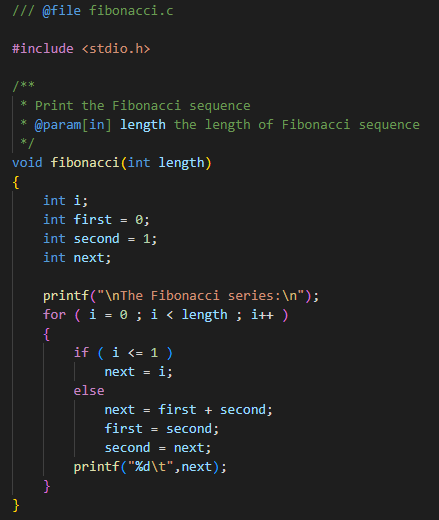 /// @file fibonacci.c

#include <stdio.h>

/**
 * Print the Fibonacci sequence
 * @param[in] length the length of Fibonacci sequence
 */
void fibonacci(int length)
{
    int i;
    int first = 0;
    int second = 1;
    int next;

    printf("\nThe Fibonacci series:\n");
    for ( i = 0 ; i < length ; i++ )
    {
        if ( i <= 1 )
            next = i;
        else
            next = first + second;
            first = second;
            second = next;
        printf("%d\t",next);
    }
}